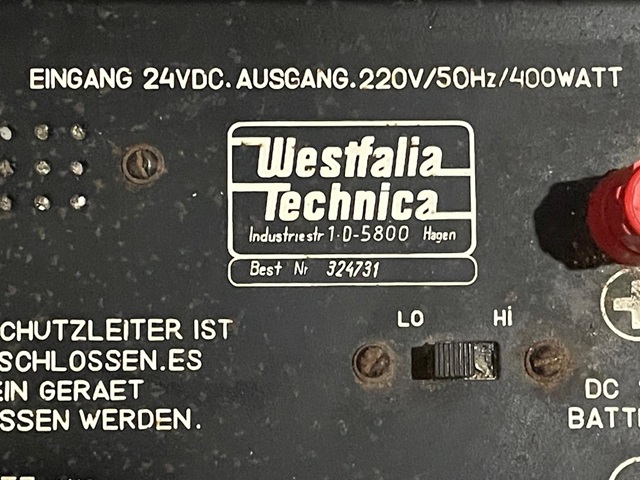 EINGANG 24VDC. AUSGANG. 220V/50Hz/400WATT
Westfalia
Technica
Industriestr 1·D-5800 Hagen
Best Nr 324731
LO Hi
CHUTZLEITER IST
SCHLOSSEN. ES
EIN GERAET
SSEN WERDEN.
DC
BATT